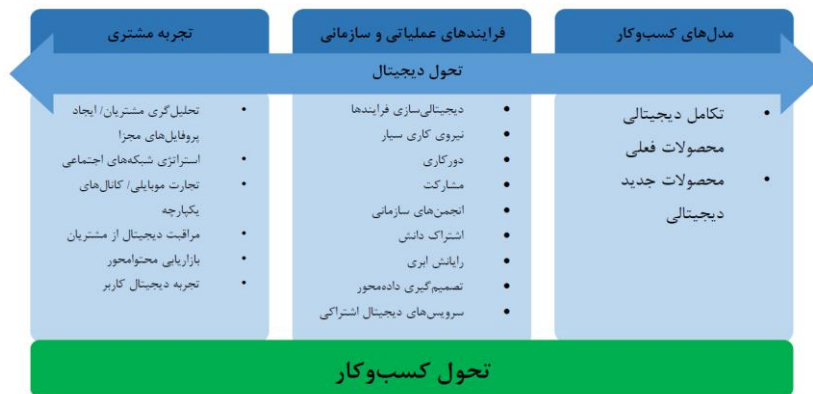 مدل‌های کسب‌وکار
فرایندهای عملیاتی و سازمانی
تجربه مشتری
تحول دیجیتال
تکامل دیجیتالی
محصولات فعلی
محصولات جدید
دیجیتالی
دیجیتالی‌سازی فرایندها
نیروی کاری سیار
دورکاری
مشارکت
انجمن‌های سازمانی
اشتراک دانش
رایانش ابری
تصمیم‌گیری داده‌محور
سرویس‌های دیجیتال اشتراکی
تحلیل‌گری مشتریان/ ایجاد
پروفایل‌های مجزا
استراتژی شبکه‌های اجتماعی
تجارت موبایلی/ کانال‌های
یکپارچه
مراقبت دیجیتال از مشتریان
بازاریابی محتوامحور
تجربه دیجیتال کاربر
تحول کسب‌وکار